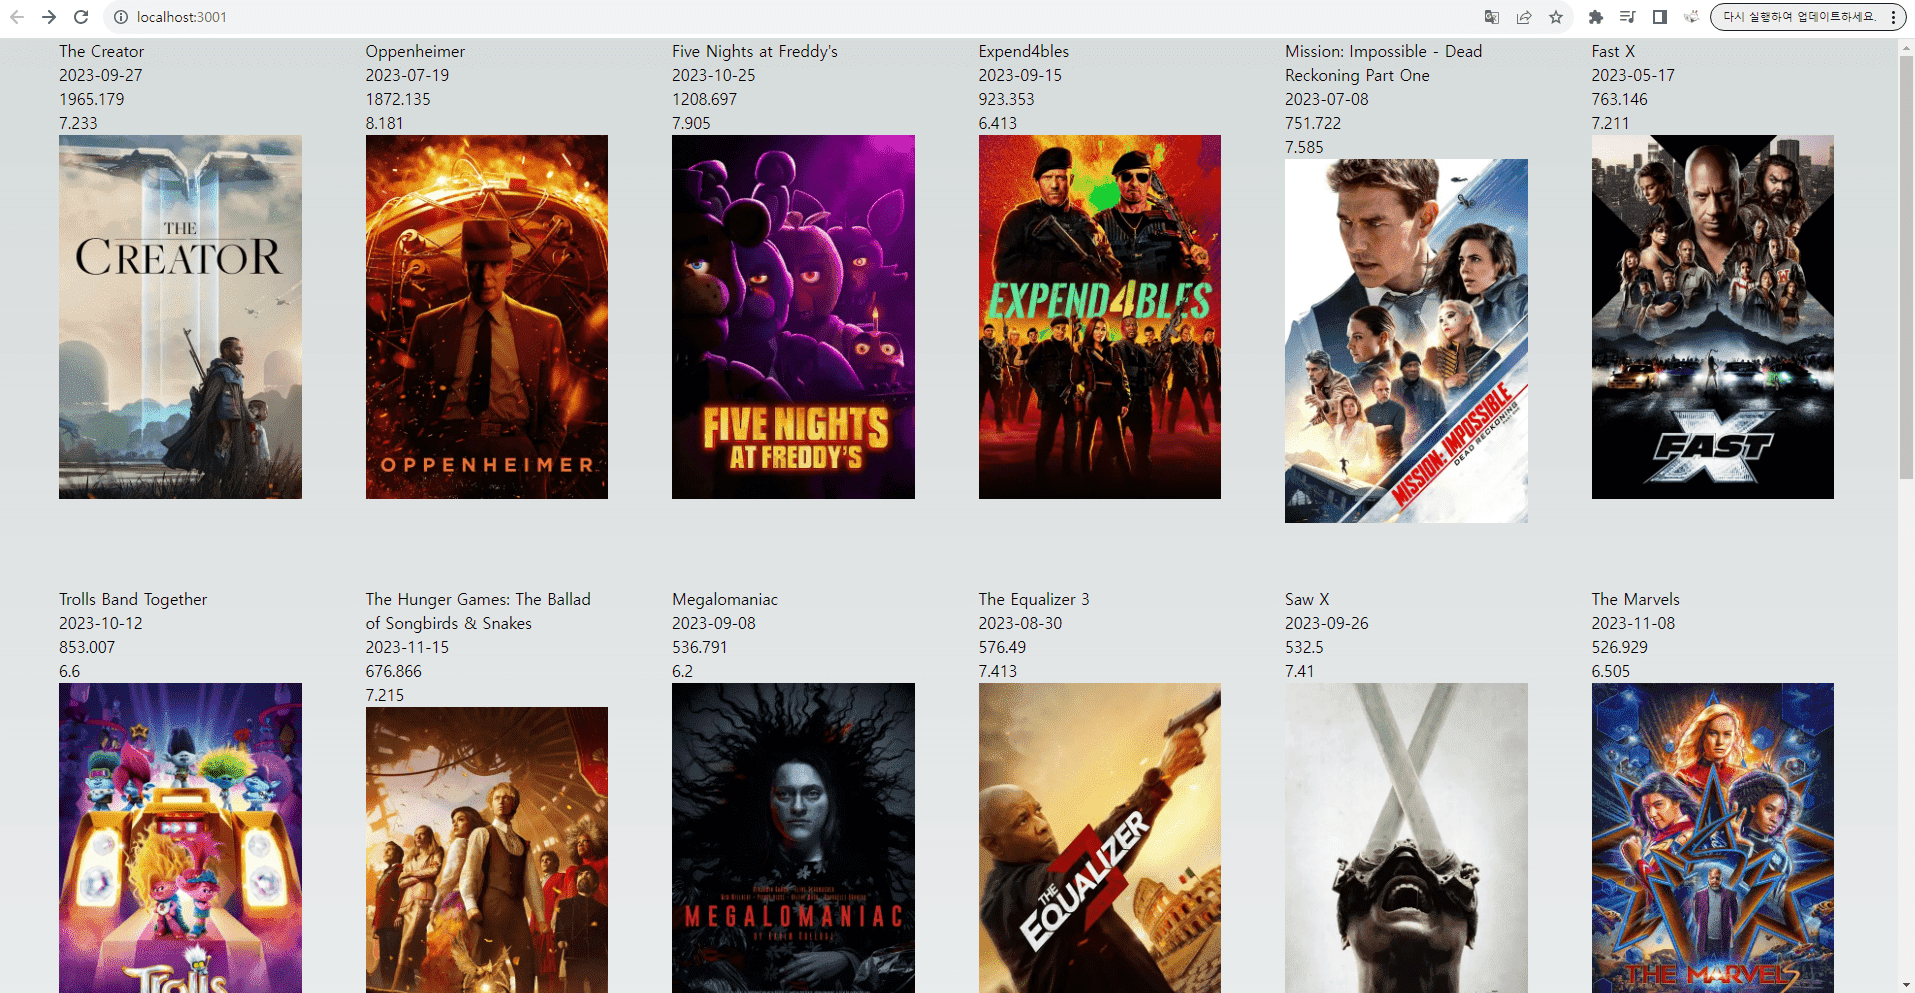 localhost:3001
다시 실행하여 업데이트하세요.
The Creator
2023-09-27
1965.179
7.233
THE
CREATOR
Oppenheimer
2023-07-19
1872.135
8.181
OPPENHEIMER
Five Nights at Freddy's
2023-10-25
1208.697
7.905
FIVE NIGHTS
AT FREDDY'S
Expend4bles
2023-09-15
923.353
6.413
EXPEND4BLES
Mission: Impossible - Dead
Reckoning Part One
2023-07-08
751.722
7.585
MISSION: IMPOSSIBLE
DEAD RECKONING
Fast X
2023-05-17
763.146
7.211
FAST
X
Trolls Band Together
2023-10-12
853.007
6.6
Trolls
The Hunger Games: The Ballad
of Songbirds & Snakes
2023-11-15
676.866
7.215
Megalomaniac
2023-09-08
536.791
6.2
MEGALOMANIAC
The Equalizer 3
2023-08-30
576.49
7.413
THE
EQUALIZER
3
Saw X
2023-09-26
532.5
7.41
The Marvels
2023-11-08
526.929
6.505
THE MARVELS